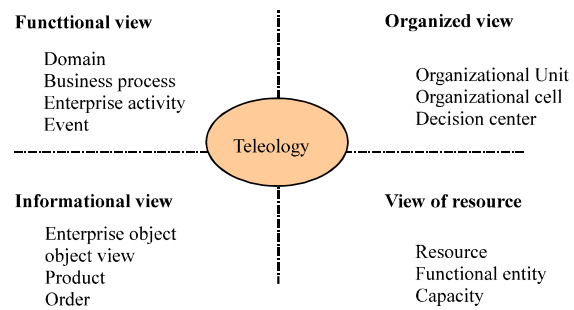 Functtional view
Domain
Business process
Enterprise activity
Event
Organized view
Organizational Unit
Organizational cell
Decision center
Teleology
Informational view
Enterprise object
object view
Product
Order
View of resource
Resource
Functional entity
Capacity